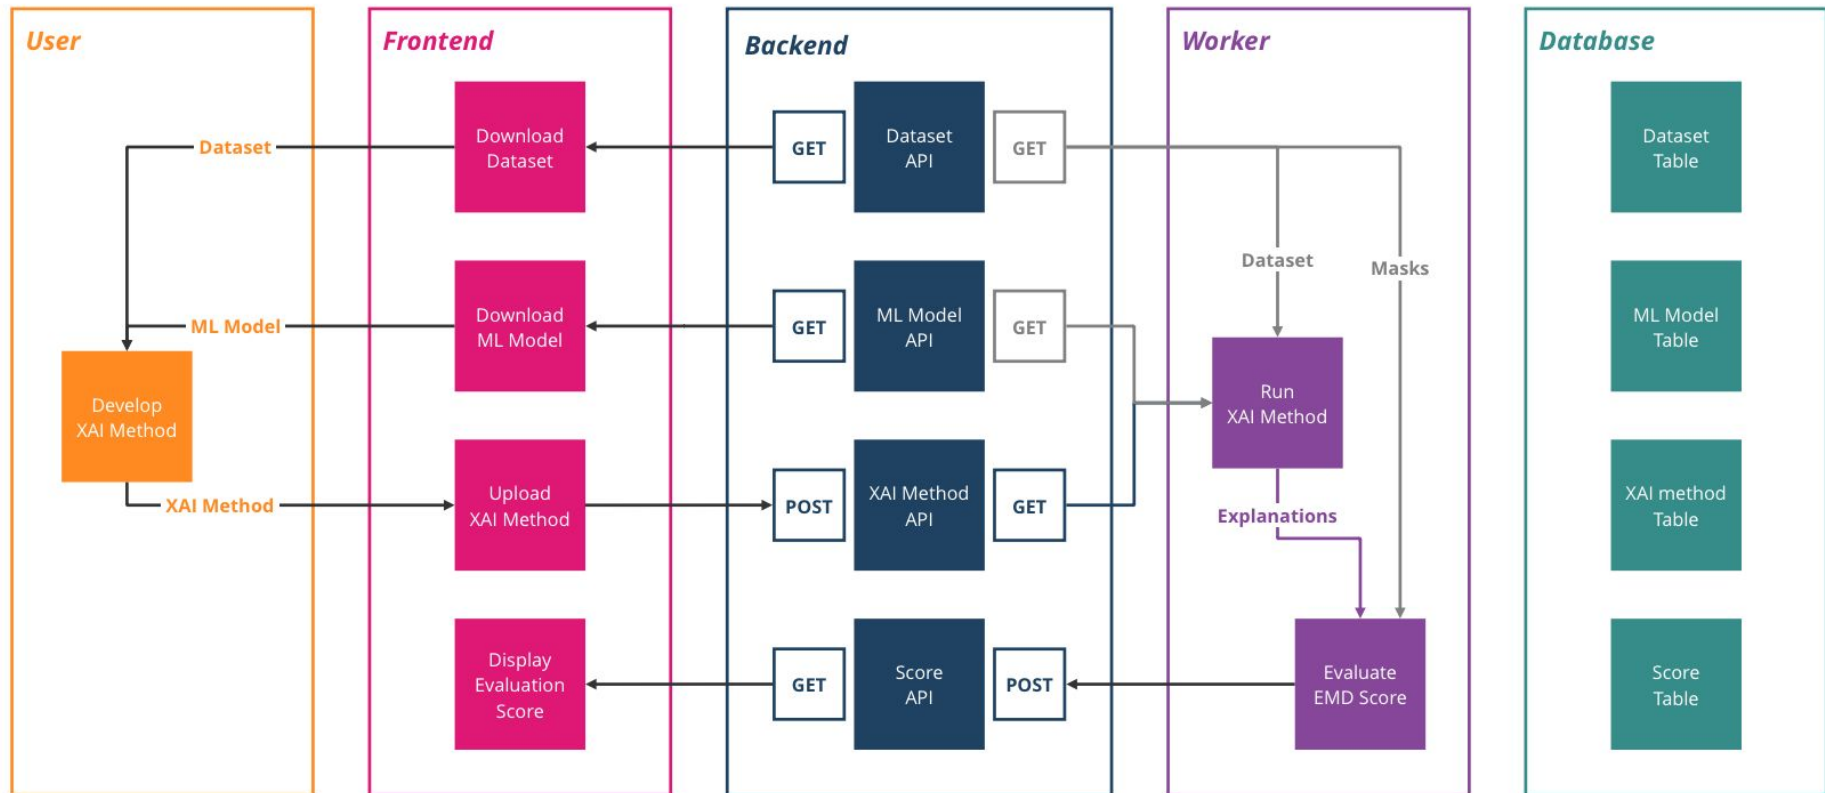 User
Frontend
Backend
Worker
Database
Dataset
Download
Dataset
GET
Dataset
API
GET
Dataset
Masks
Dataset
Table
ML Model
Download
ML Model
GET
ML Model
API
GET
ML Model
Table
Develop
XAI Method
Run
XAI Method
XAI Method
Upload
XAI Method
POST
XAI Method
API
GET
Explanations
XAI method
Table
Display
Evaluation
Score
GET
Score
API
POST
Evaluate
EMD Score
Score
Table